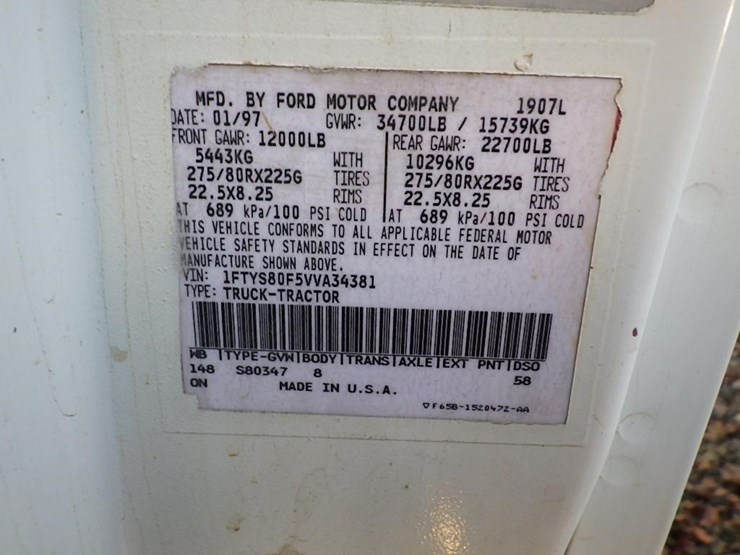 MFD. BY FORD MOTOR COMPANY 1907L
DATE: 01/97 GVWR: 34700LB / 15739KG
FRONT GAWR: 12000LB REAR GAWR: 22700LB
5443KG WITH 10296KG WITH
275/80RX225G TIRES 275/80RX225G TIRES
22.5X8.25 RIMS 22.5X8.25 RIMS
AT 689 kPa/100 PSI COLD AT 689 kPa/100 PSI COLD
THIS VEHICLE CONFORMS TO ALL APPLICABLE FEDERAL MOTOR
VEHICLE SAFETY STANDARDS IN EFFECT ON THE DATE OF
MANUFACTURE SHOWN ABOVE.
VIN: 1FTYS80F5VVA34381
TYPE: TRUCK-TRACTOR
WB TYPE-GVW BODY TRANS AXLE EXT PNT DSO
148 S80347 8 58
ON MADE IN U.S.A.
▽F65B-1520472-AA